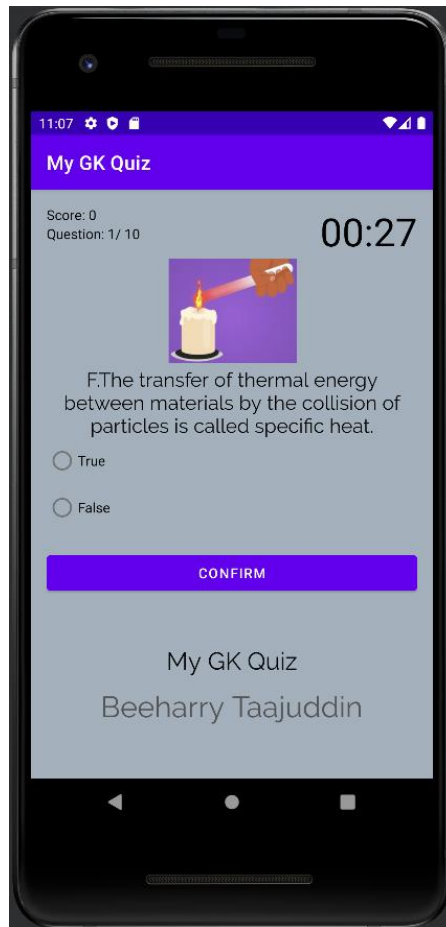 11:07
My GK Quiz
Score: 0
Question: 1/ 10
00:27
F.The transfer of thermal energy
between materials by the collision of
particles is called specific heat.
True
False
CONFIRM
My GK Quiz
Beeharry Taajuddin